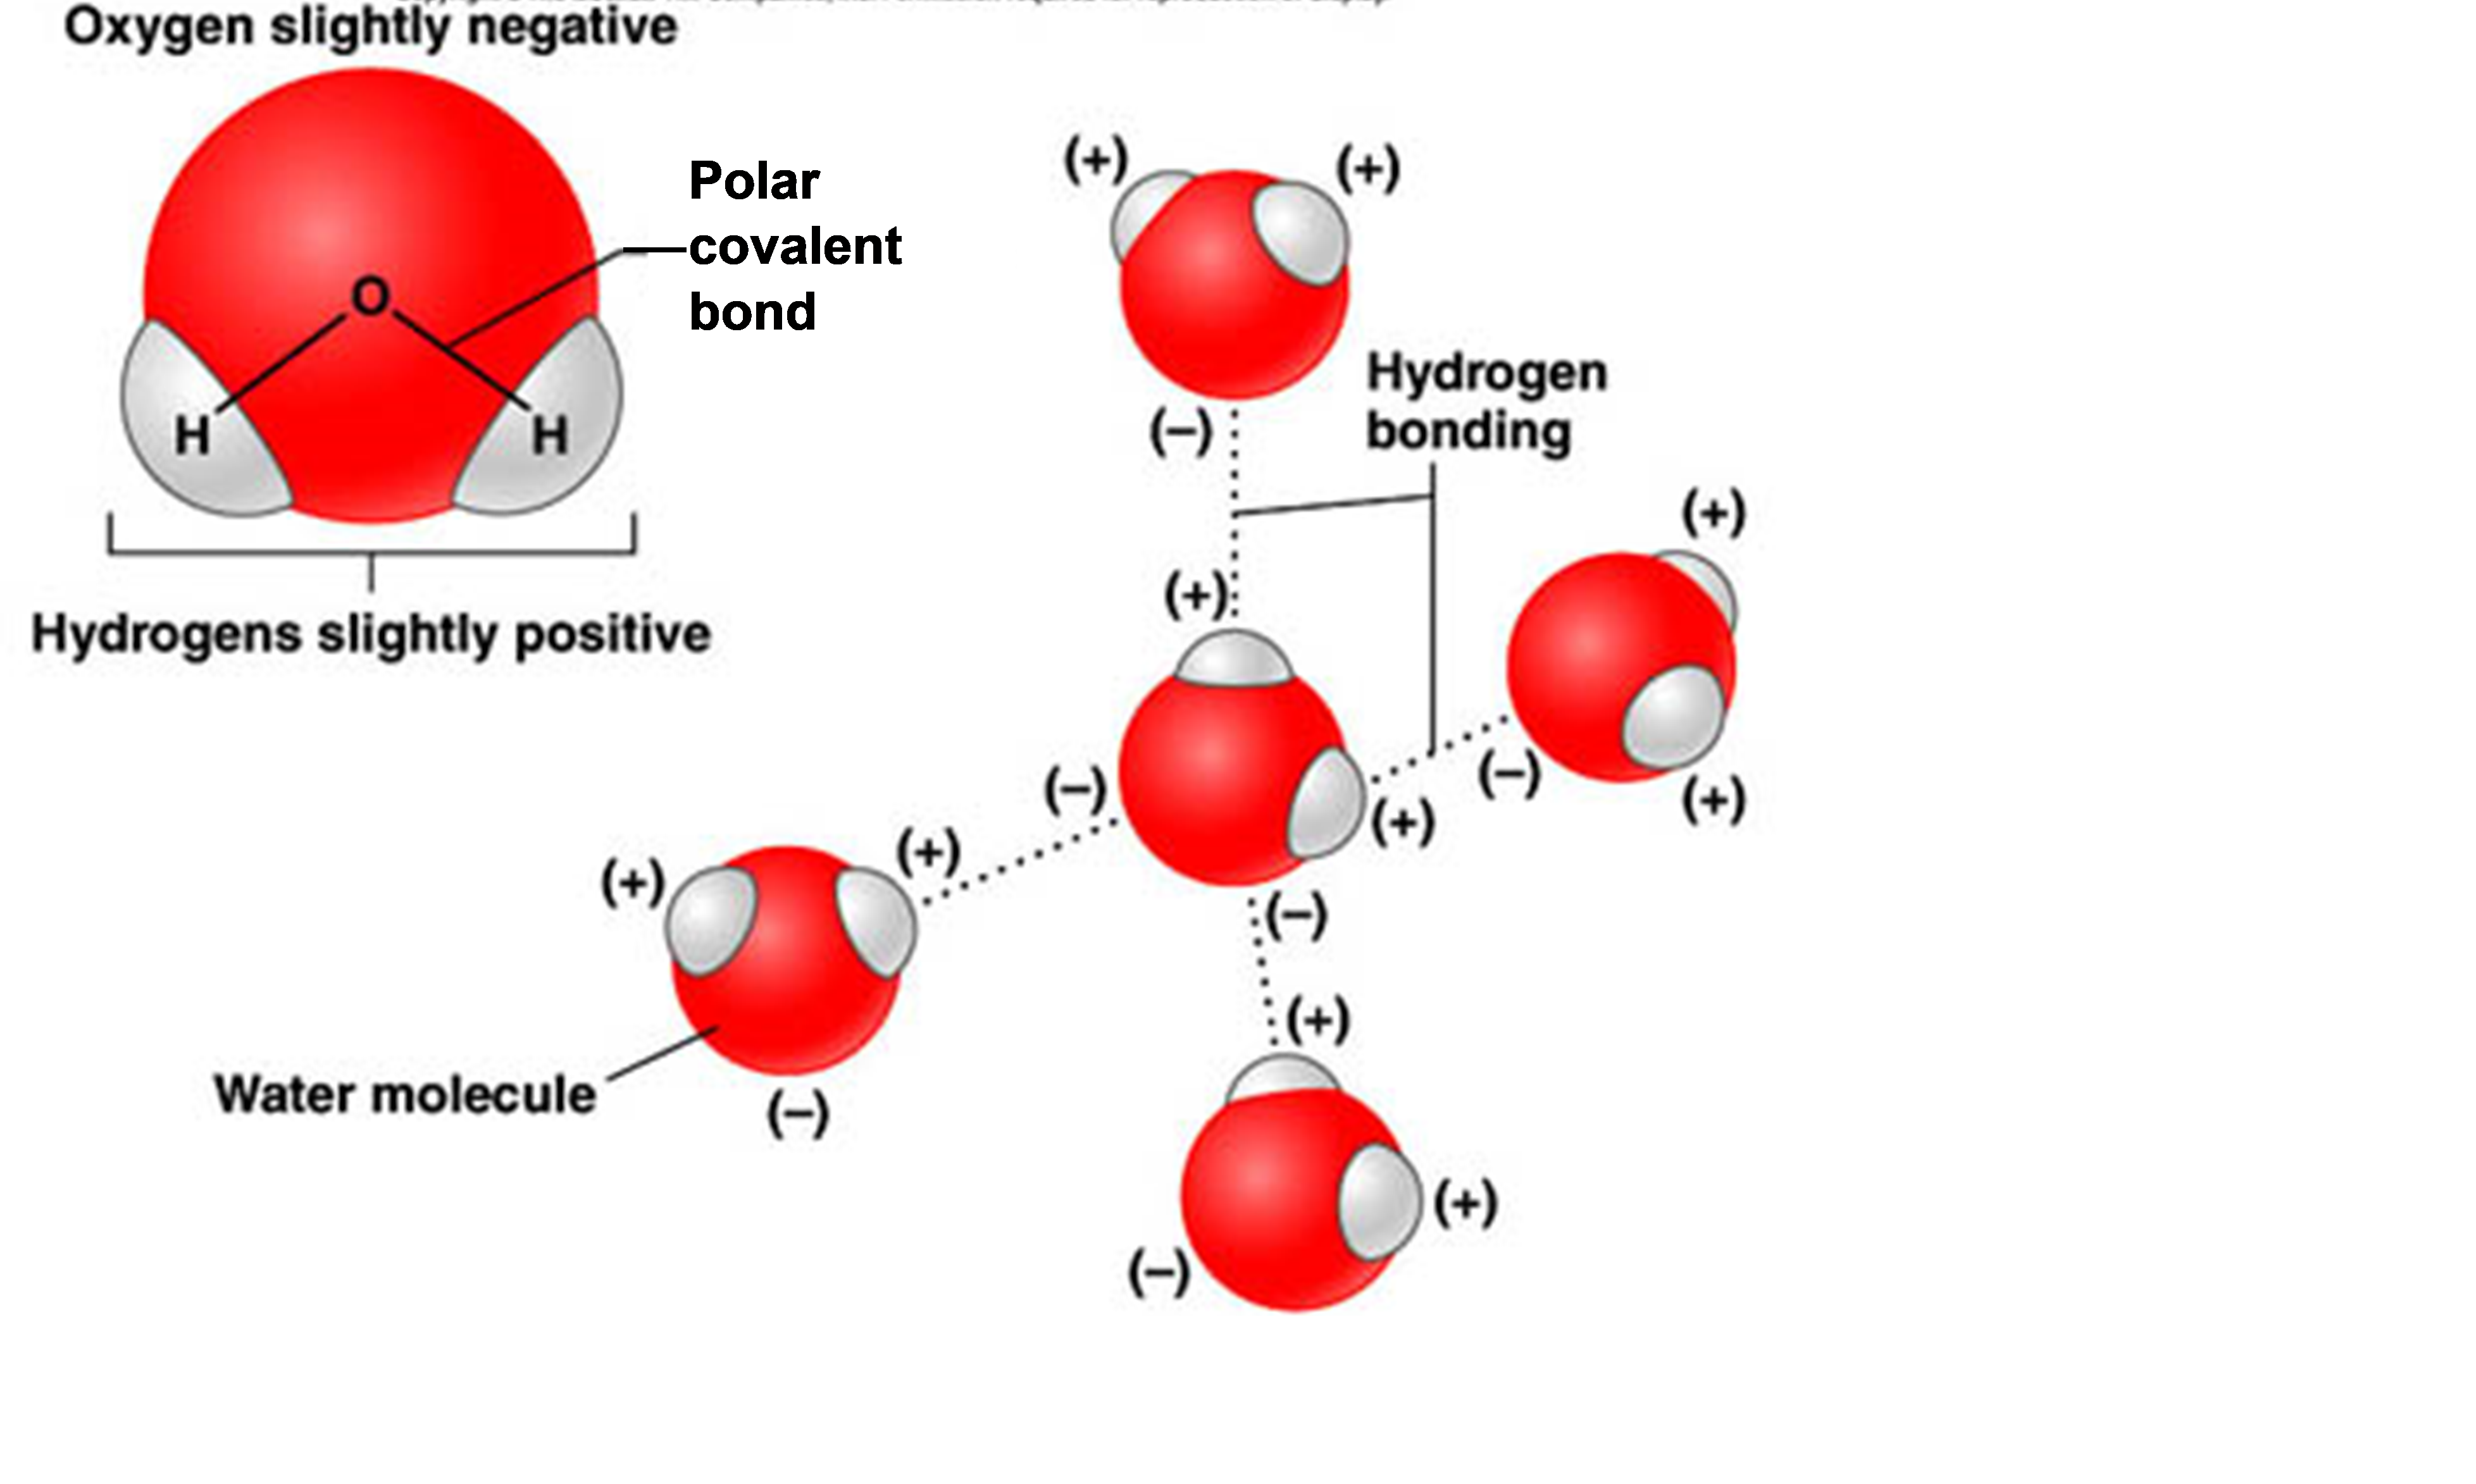 Oxygen slightly negative
Polar
covalent
bond
O
H
H
Hydrogens slightly positive
(+)
(+)
(–)
Hydrogen
bonding
(+)
(+)
(–)
(–)
(+)
(+)
(+)
(+)
(–)
(–)
Water molecule
(–)
(+)
(+)
(–)